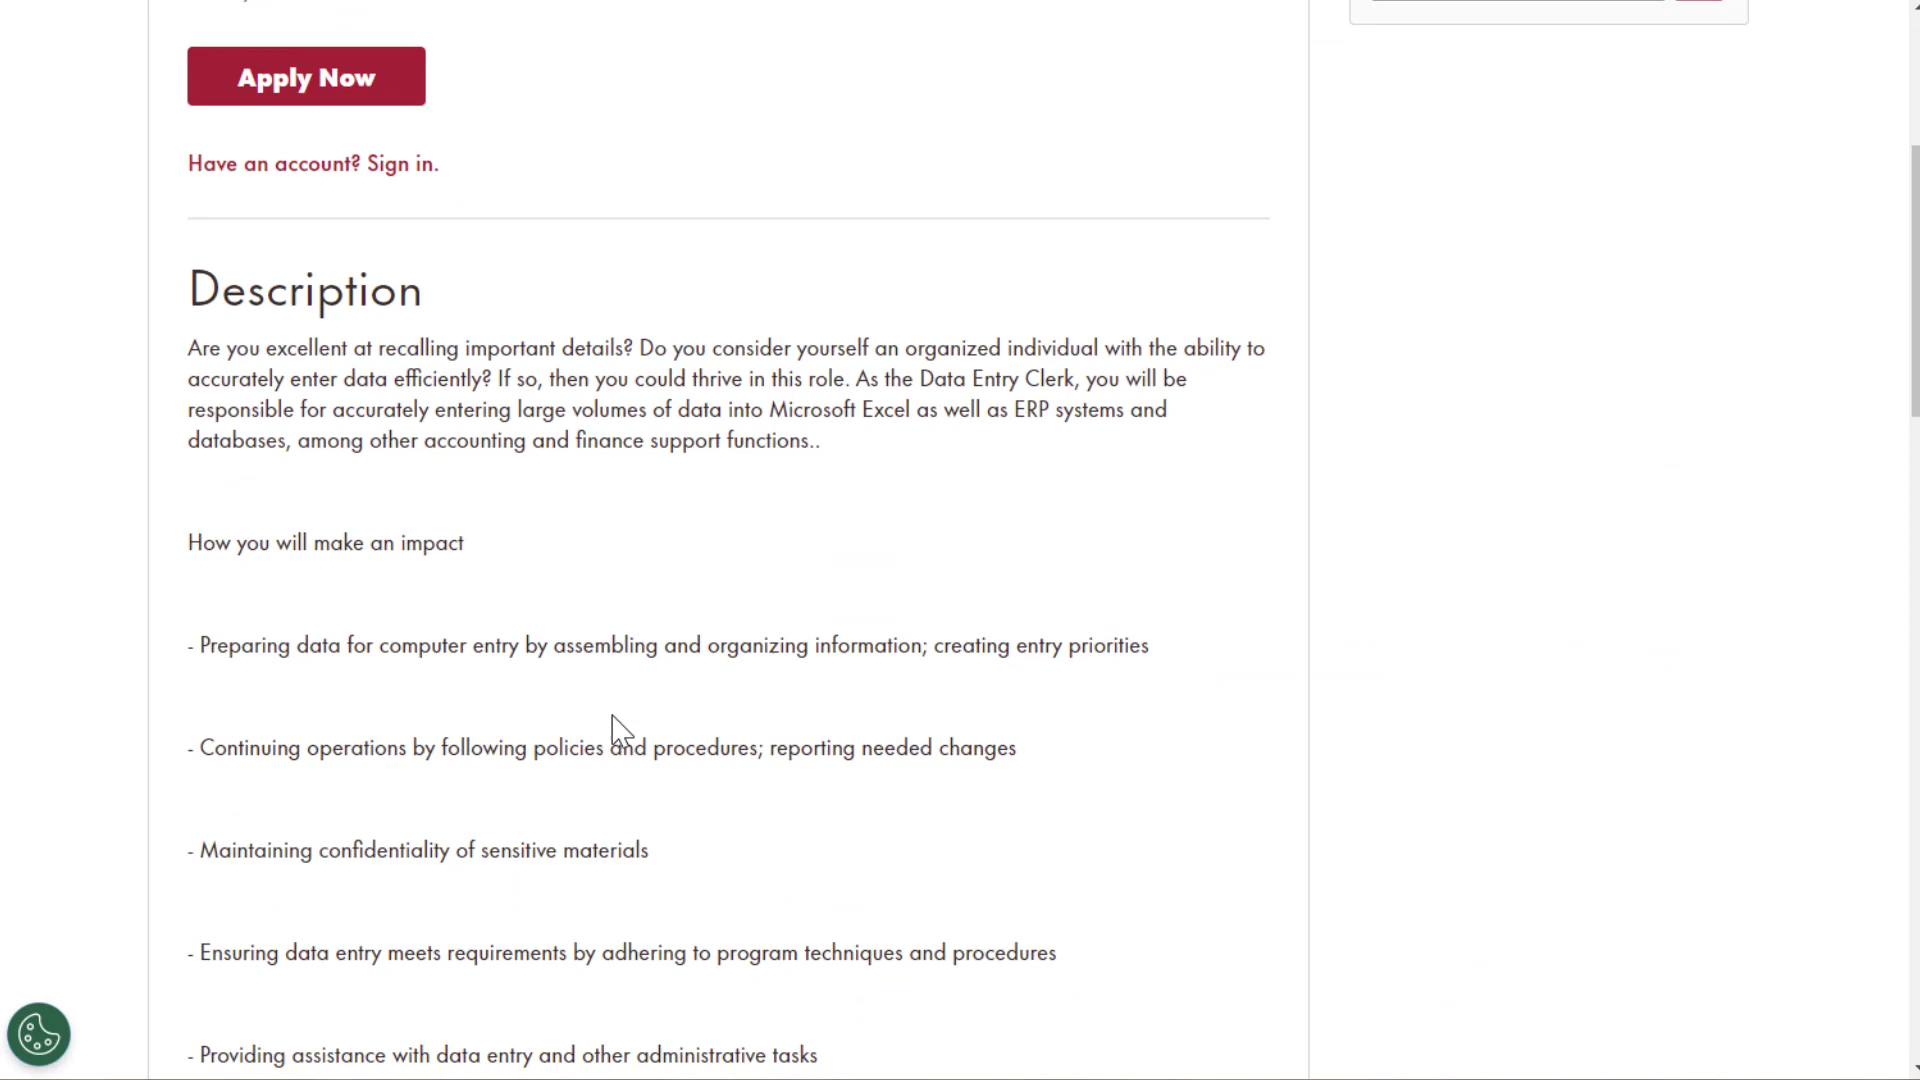 Apply Now
Have an account? Sign in.
Description
Are you excellent at recalling important details? Do you consider yourself an organized individual with the ability to
accurately enter data efficiently? If so, then you could thrive in this role. As the Data Entry Clerk, you will be
responsible for accurately entering large volumes of data into Microsoft Excel as well as ERP systems and
databases, among other accounting and finance support functions..
How you will make an impact
- Preparing data for computer entry by assembling and organizing information; creating entry priorities
- Continuing operations by following policies and procedures; reporting needed changes
- Maintaining confidentiality of sensitive materials
- Ensuring data entry meets requirements by adhering to program techniques and procedures
- Providing assistance with data entry and other administrative tasks